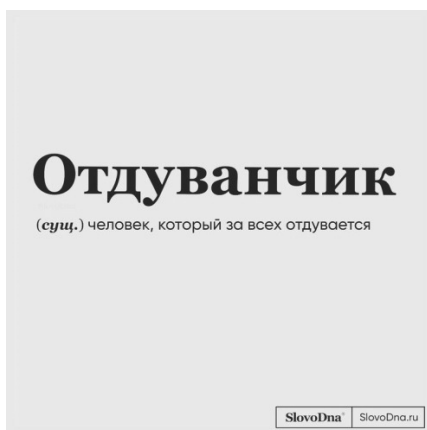 Отдуванчик
(сущ.) человек, который за всех отдувается
SlovoDna® SlovoDna.ru